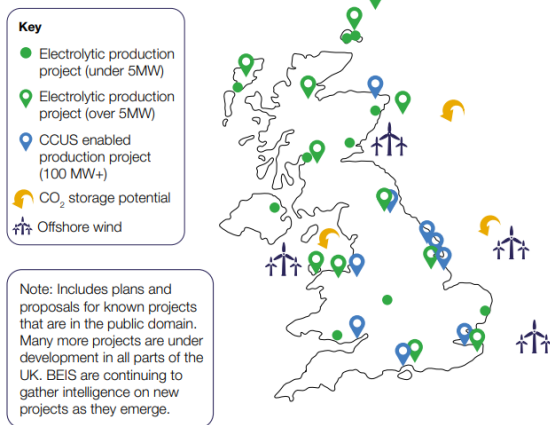 Key
Electrolytic production
project (under 5MW)
Electrolytic production
project (over 5MW)
CCUS enabled
production project
(100 MW+)
CO₂ storage potential
Offshore wind
Note: Includes plans and
proposals for known projects
that are in the public domain.
Many more projects are under
development in all parts of the
UK. BEIS are continuing to
gather intelligence on new
projects as they emerge.